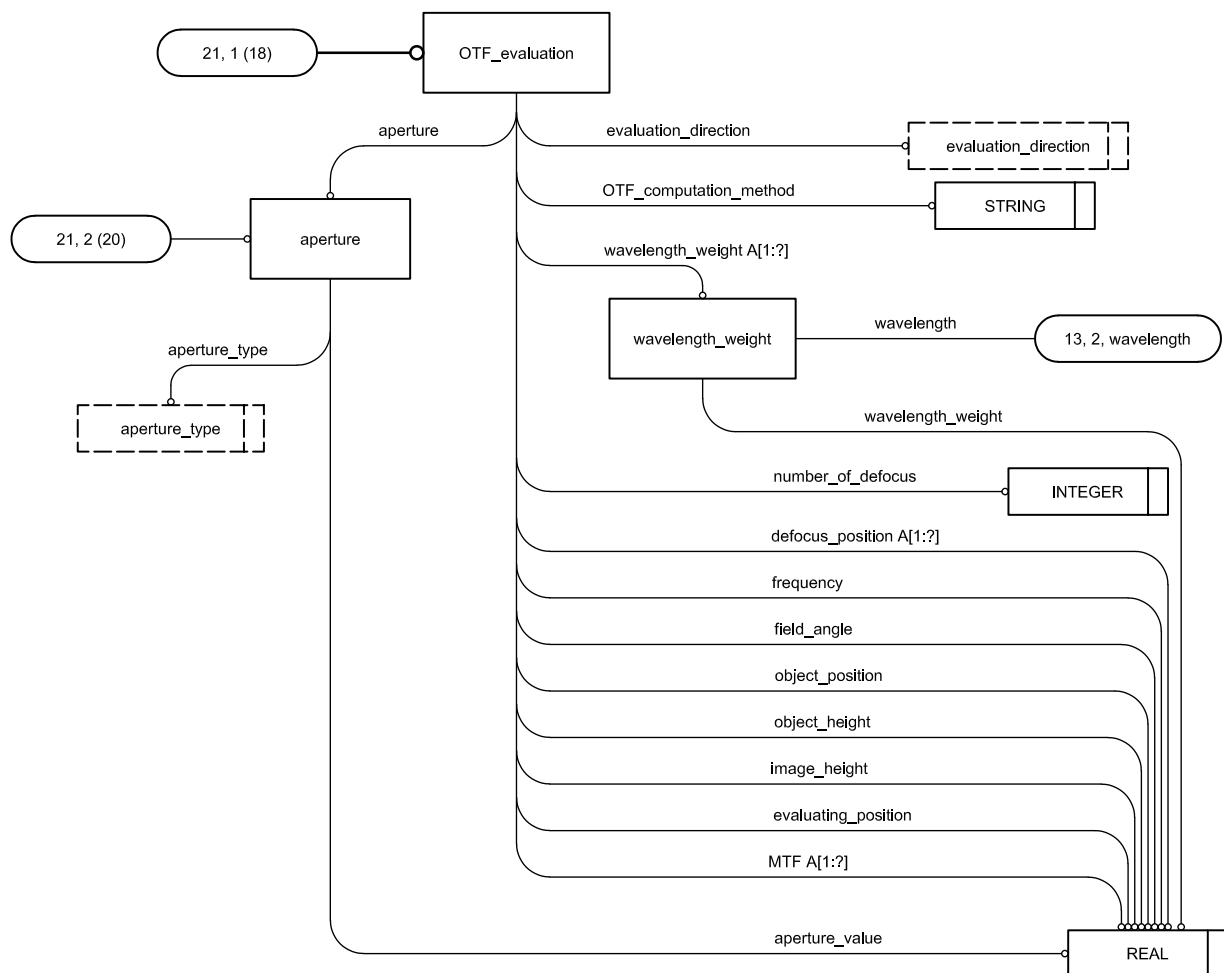 21, 1 (18)
OTF_evaluation
aperture
evaluation_direction
evaluation_direction
OTF_computation_method
STRING
21, 2 (20)
aperture
wavelength_weight A[1:?]
wavelength
wavelength_weight
13, 2, wavelength
aperture_type
aperture_type
wavelength_weight
number_of_defocus
INTEGER
defocus_position A[1:?]
frequency
field_angle
object_position
object_height
image_height
evaluating_position
MTF A[1:?]
aperture_value
REAL